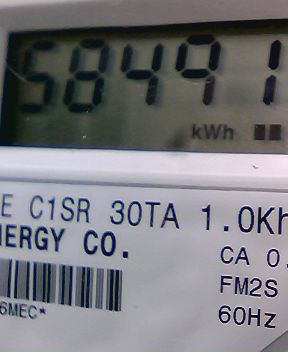 58491
kWh
E C1SR 30TA 1.0Kh
NERGY CO.
CA 0.
FM2S
6MEC*
60Hz